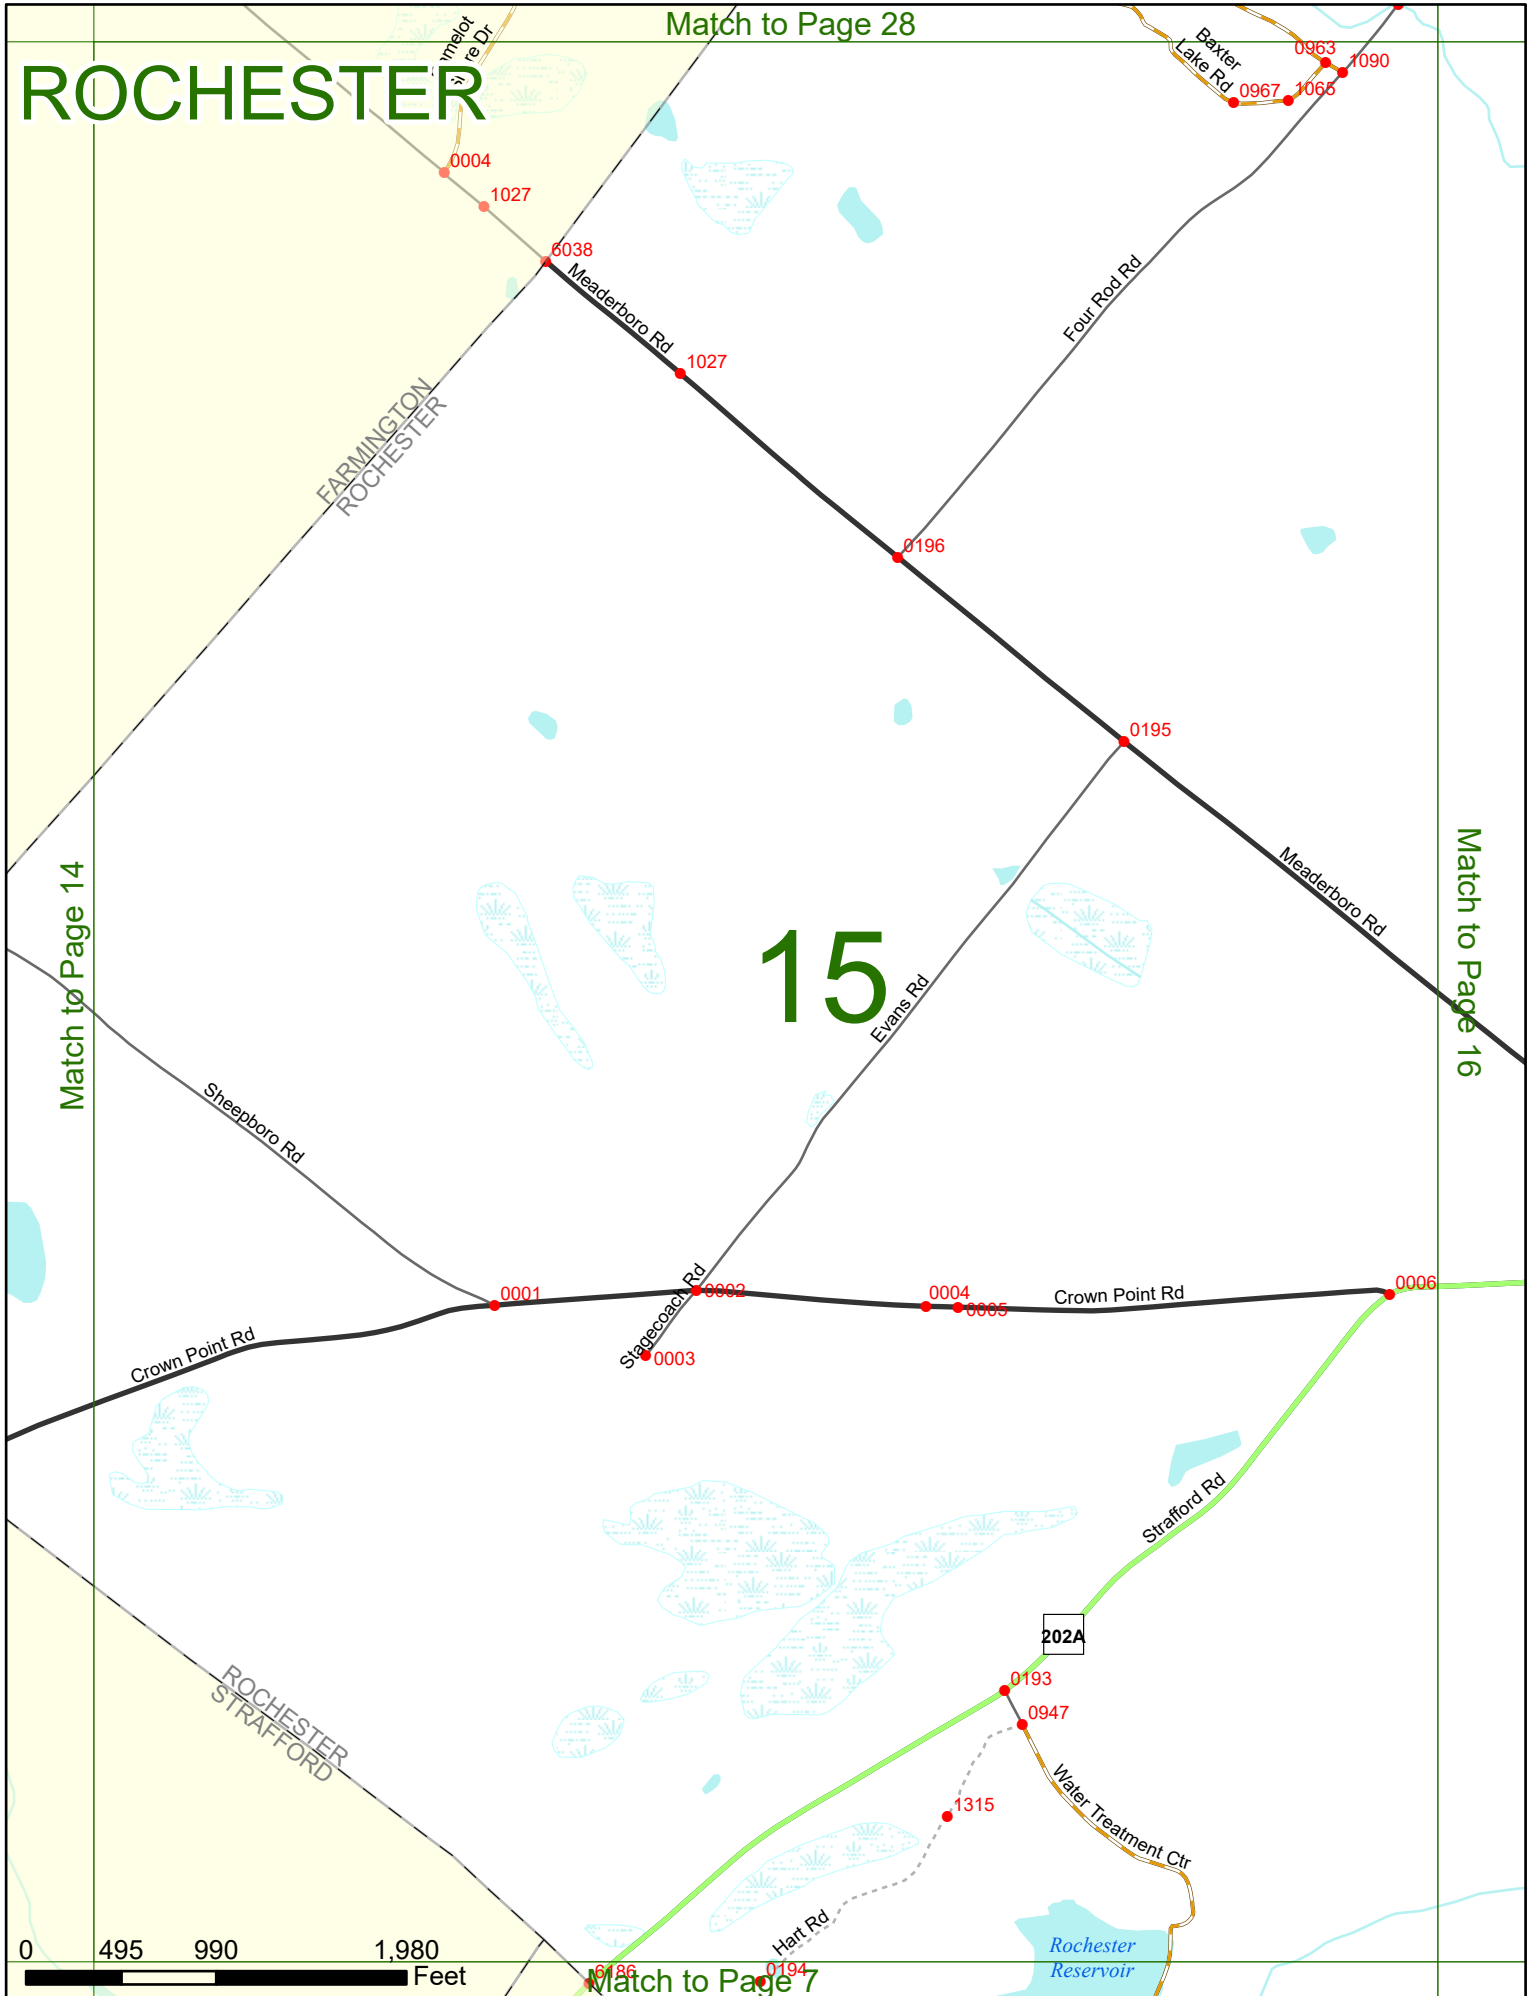 Match to Page 28
ROCHESTER
Baxter
Lake Rd
0963
1090
0967
1065
0004
1027
6038
Meaderboro Rd
1027
Four Rod Rd
FARMINGTON
ROCHESTER
0196
0195
Meaderboro Rd
Match to Page 14
Match to Page 16
15
Evans Rd
Sheepboro Rd
Stagecoach Rd
0001
0002
0004
0005
Crown Point Rd
0006
Crown Point Rd
0003
Strafford Rd
202A
ROCHESTER
STRAFFORD
0193
0947
Water Treatment Ctr
1315
Hart Rd
Rochester
Reservoir
0 495 990 1,980
Feet
6186
0194
Match to Page 7